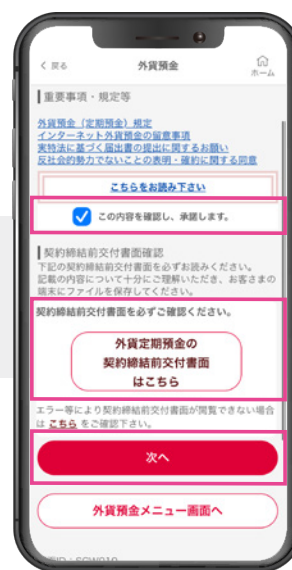 く 戻る
外貨預金
ホーム
重要事項・規定等
外貨預金（定期預金）規定
インターネット外貨預金の留意事項
実特法に基づく届出書の提出に関するお願い
反社会的勢力でないことの表明・確約に関する同意
こちらをお読み下さい
この内容を確認し、承諾します。
契約締結前交付書面確認
下記の契約締結前交付書面を必ずお読みください。
記載の内容について十分にご理解いただき、お客さまの
端末にファイルを保存してください。
契約締結前交付書面を必ずご確認ください。
外貨定期預金の
契約締結前交付書面
はこちら
エラー等により契約締結前交付書面が閲覧できない場合
は こちら をご確認下さい。
次へ
外貨預金メニュー画面へ